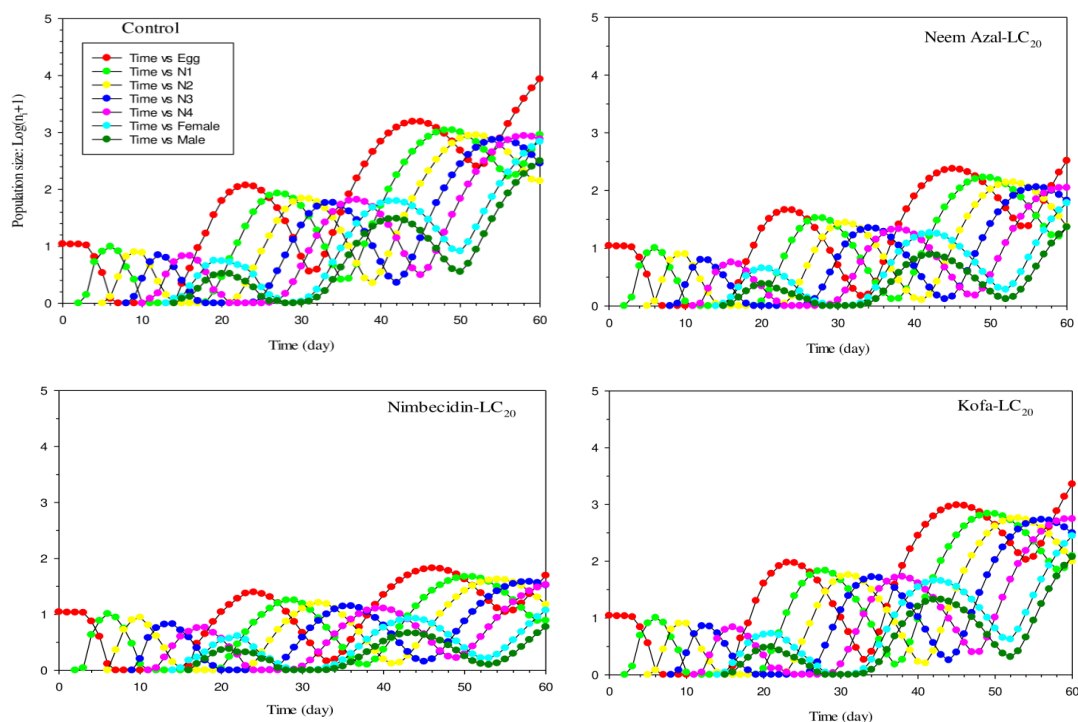 Control
Time vs Egg
Time vs N1
Time vs N2
Time vs N3
Time vs N4
Time vs Female
Time vs Male
Population size: Log(nᵢ+1)
5
4
3
2
1
0
0 10 20 30 40 50 60
Time (day)
Neem Azal-LC₂₀
5
4
3
2
1
0
0 10 20 30 40 50 60
Time (day)
Nimbecidin-LC₂₀
5
4
3
2
1
0
0 10 20 30 40 50 60
Time (day)
Kofa-LC₂₀
5
4
3
2
1
0
0 10 20 30 40 50 60
Time (day)